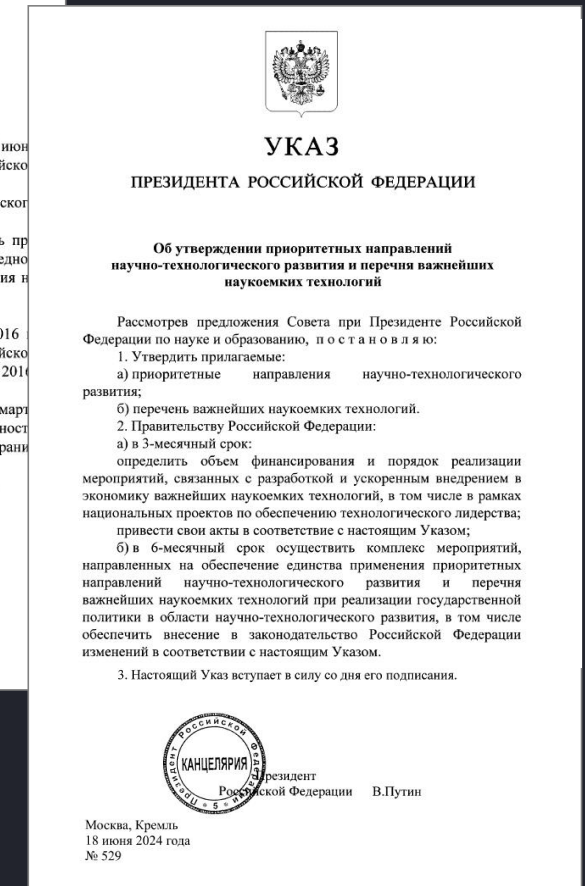 УКАЗ
ПРЕЗИДЕНТА РОССИЙСКОЙ ФЕДЕРАЦИИ
Об утверждении приоритетных направлений
научно-технологического развития и перечня важнейших
наукоемких технологий
Рассмотрев предложения Совета при Президенте Российской
Федерации по науке и образованию, п о с т а н о в л я ю:
1. Утвердить прилагаемые:
а) приоритетные направления научно-технологического
развития;
б) перечень важнейших наукоемких технологий.
2. Правительству Российской Федерации:
а) в 3-месячный срок:
определить объем финансирования и порядок реализации
мероприятий, связанных с разработкой и ускоренным внедрением в
экономику важнейших наукоемких технологий, в том числе в рамках
национальных проектов по обеспечению технологического лидерства;
привести свои акты в соответствие с настоящим Указом;
б) в 6-месячный срок осуществить комплекс мероприятий,
направленных на обеспечение единства применения приоритетных
направлений научно-технологического развития и перечня
важнейших наукоемких технологий при реализации государственной
политики в области научно-технологического развития, в том числе
обеспечить внесение в законодательство Российской Федерации
изменений в соответствии с настоящим Указом.
3. Настоящий Указ вступает в силу со дня его подписания.
Президент Российской Федерации
КАНЦЕЛЯРИЯ
* 5 *
Президент
Российской Федерации В.Путин
Москва, Кремль
18 июня 2024 года
№ 529